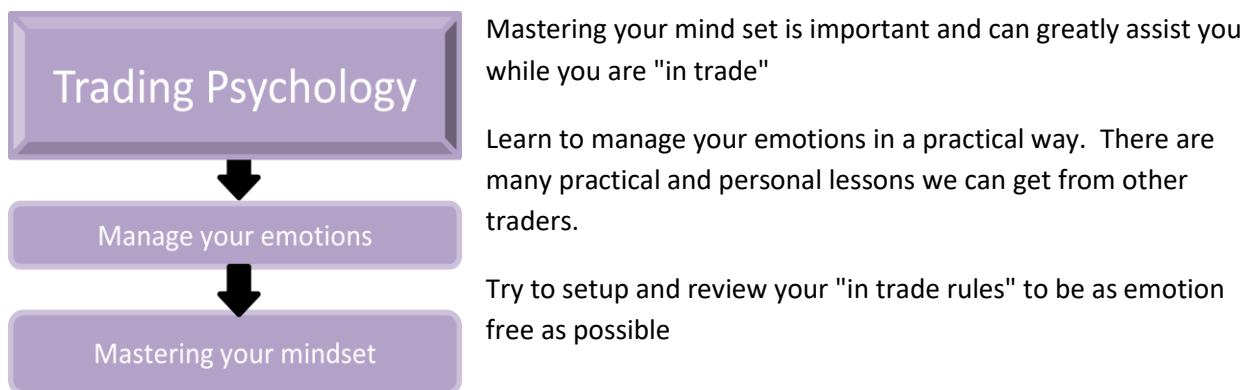 Trading Psychology
Manage your emotions
Mastering your mindset
Mastering your mind set is important and can greatly assist you
while you are "in trade"
Learn to manage your emotions in a practical way.  There are
many practical and personal lessons we can get from other
traders.
Try to setup and review your "in trade rules" to be as emotion
free as possible